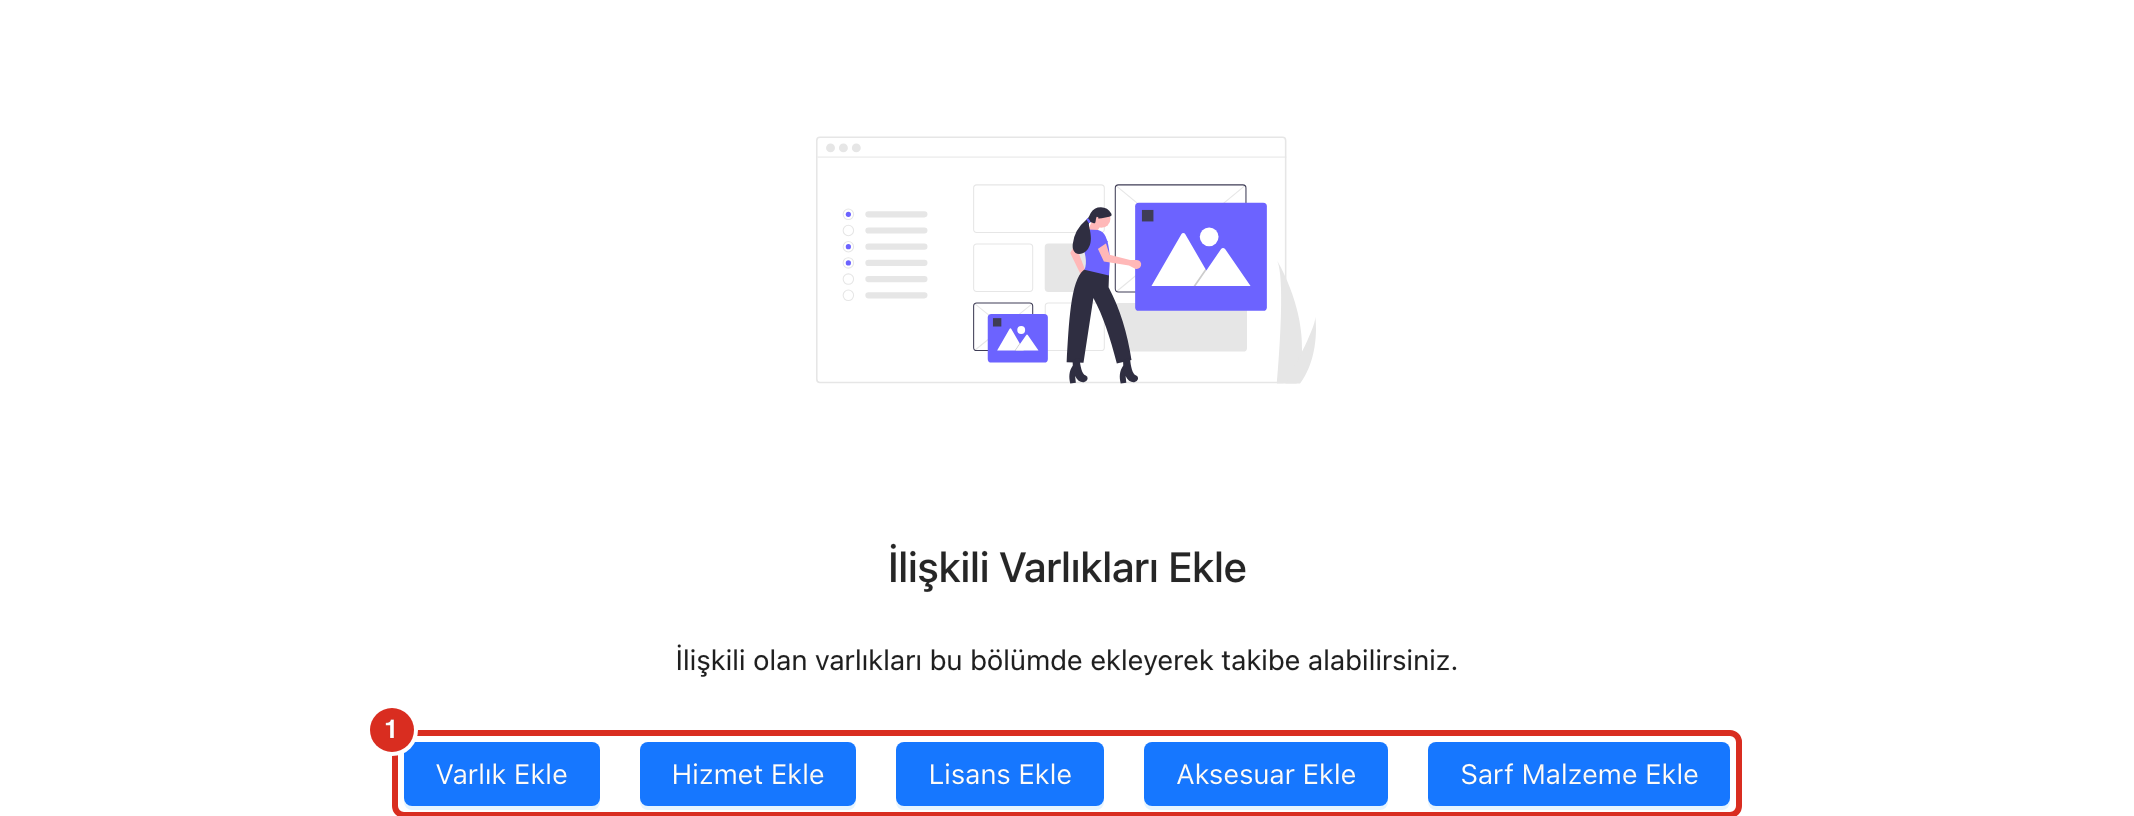 İlişkili Varlıkları Ekle
İlişkili olan varlıkları bu bölümde ekleyerek takibe alabilirsiniz.
1
Varlık Ekle Hizmet Ekle Lisans Ekle Aksesuar Ekle Sarf Malzeme Ekle